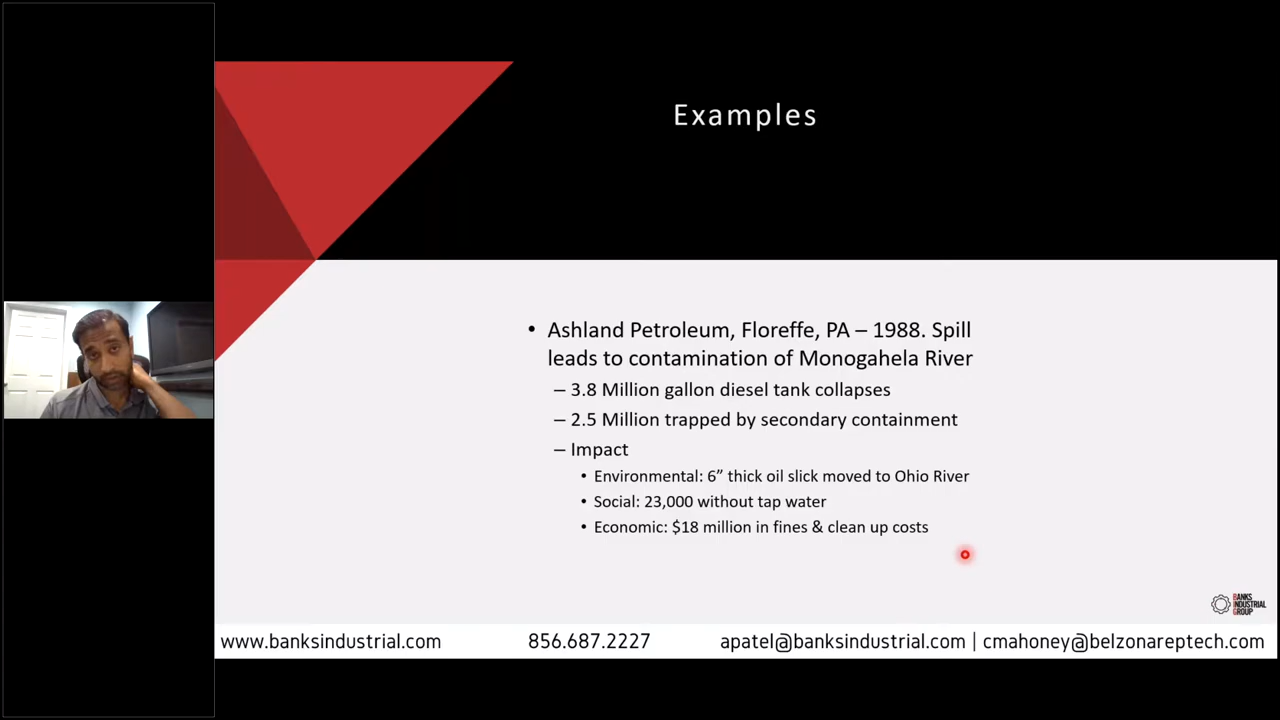 Examples
• Ashland Petroleum, Floreffe, PA – 1988. Spill
leads to contamination of Monogahela River
– 3.8 Million gallon diesel tank collapses
– 2.5 Million trapped by secondary containment
– Impact
• Environmental: 6” thick oil slick moved to Ohio River
• Social: 23,000 without tap water
• Economic: $18 million in fines & clean up costs
BANKS
INDUSTRIAL
GROUP
www.banksindustrial.com 856.687.2227 apatel@banksindustrial.com | cmahoney@belzonareptech.com